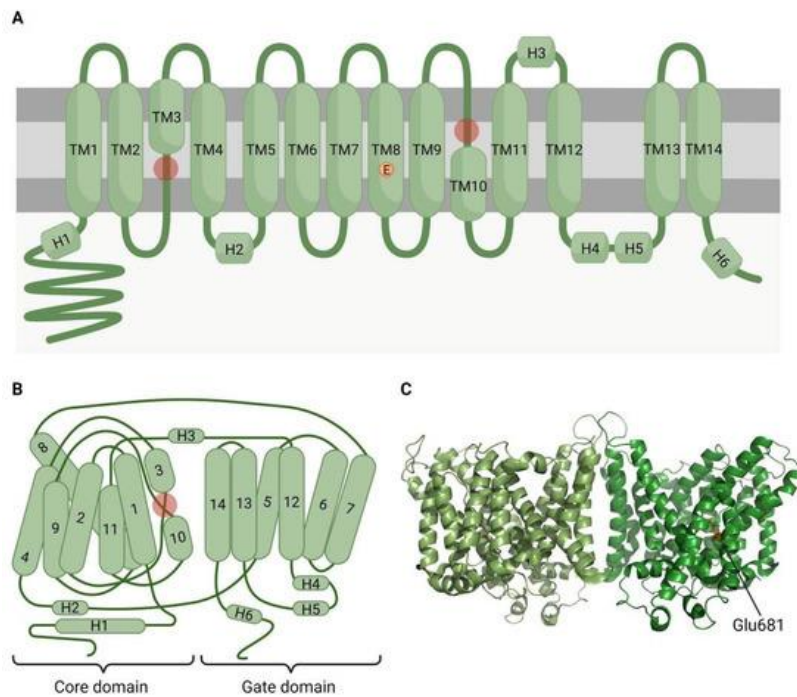 A
H3
TM1
TM2
TM3
TM4
TM5
TM6
TM7
TM8
E
TM9
TM10
TM11
TM12
TM13
TM14
H1
H2
H4
H5
H6
B
C
H3
8
3
4
9
2
11
1
10
14
13
5
12
6
7
H4
H2
H5
H1
H6
Glu681
Core domain
Gate domain